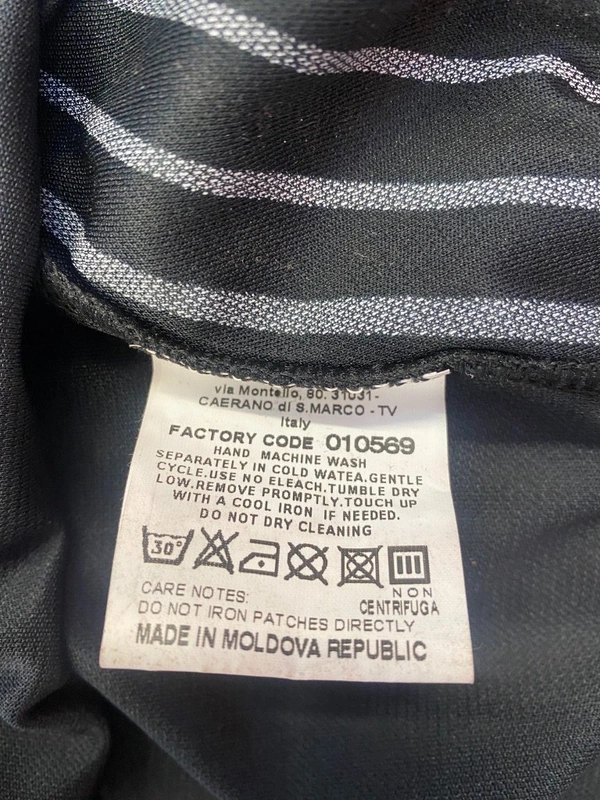 via Montello, 80. 31031-
CAERANO di S.MARCO - TV
Italy
FACTORY CODE 010569
HAND MACHINE WASH
SEPARATELY IN COLD WATEA.GENTLE
CYCLE.USE NO ELEACH.TUMBLE DRY
LOW.REMOVE PROMPTLY.TOUCH UP
WITH A COOL IRON IF NEEDED.
DO NOT DRY CLEANING
30°
NON
CENTRIFUGA
CARE NOTES:
DO NOT IRON PATCHES DIRECTLY
MADE IN MOLDOVA REPUBLIC